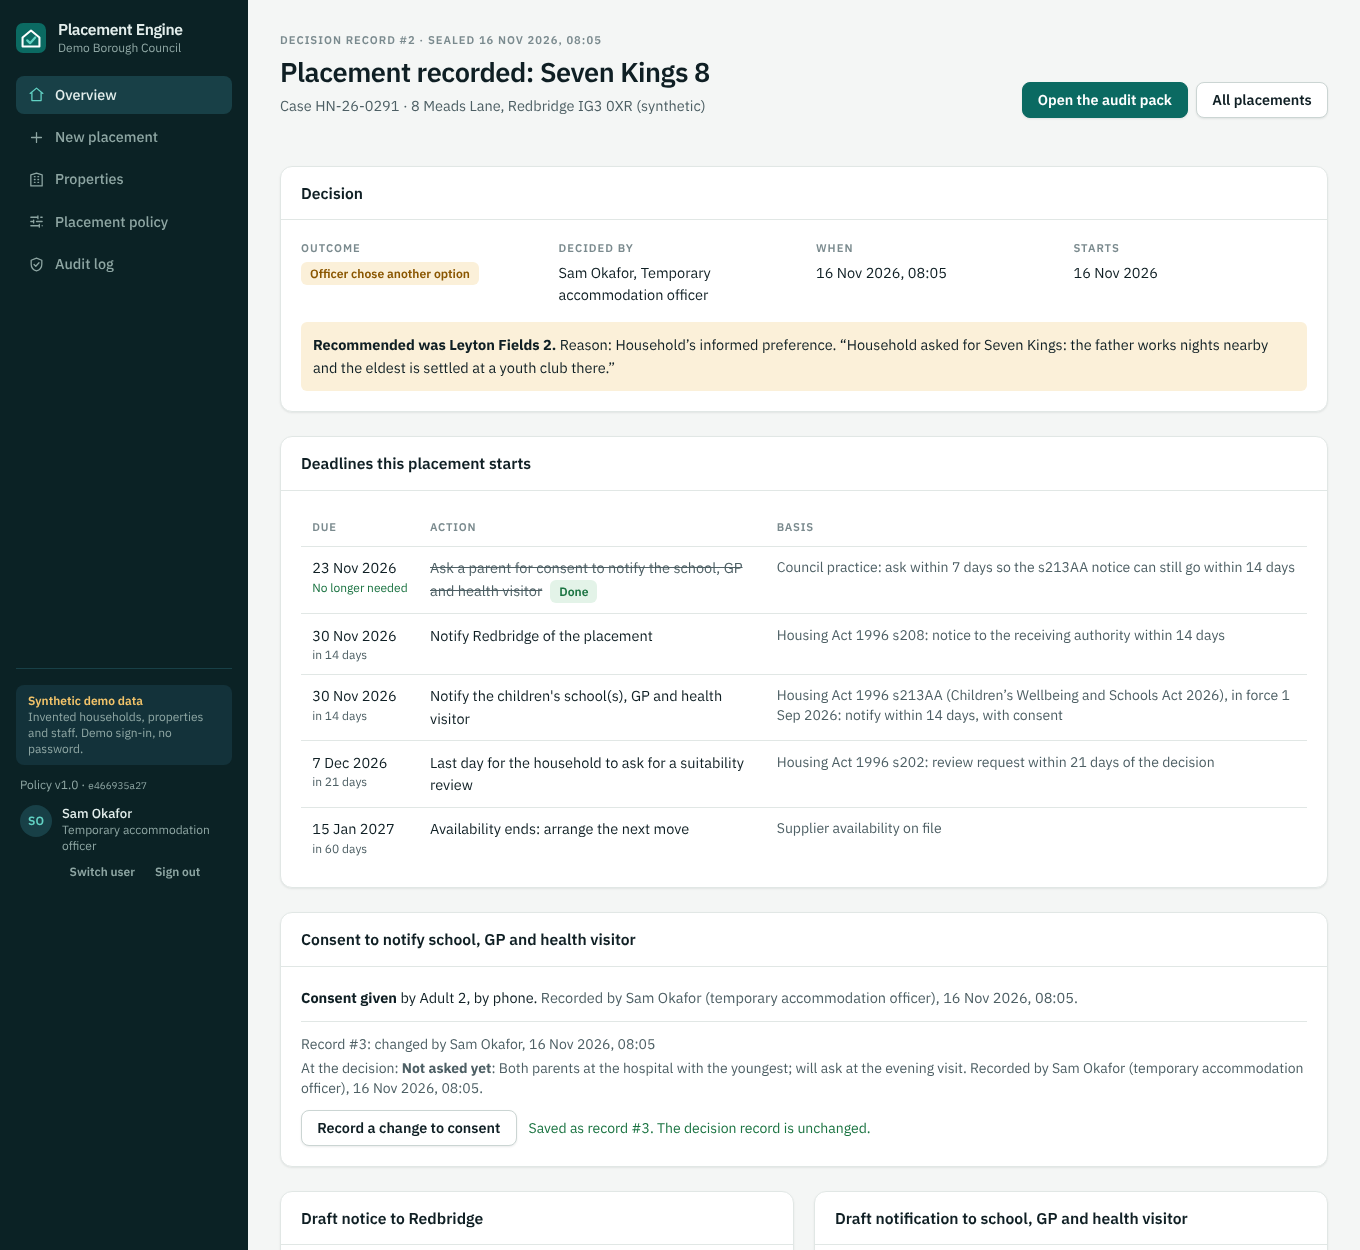 Placement Engine
Demo Borough Council
Overview
New placement
Properties
Placement policy
Audit log
Synthetic demo data
Invented households, properties
and staff. Demo sign-in, no
password.
Policy v1.0 · e466935a27
SO
Sam Okafor
Temporary accommodation
officer
Switch user
Sign out
DECISION RECORD #2 · SEALED 16 NOV 2026, 08:05
Placement recorded: Seven Kings 8
Case HN-26-0291 · 8 Meads Lane, Redbridge IG3 0XR (synthetic)
Open the audit pack
All placements
Decision
OUTCOME
Officer chose another option
DECIDED BY
Sam Okafor, Temporary
accommodation officer
WHEN
16 Nov 2026, 08:05
STARTS
16 Nov 2026
Recommended was Leyton Fields 2. Reason: Household’s informed preference. “Household asked for Seven Kings: the father works nights nearby
and the eldest is settled at a youth club there.”
Deadlines this placement starts
DUE ACTION BASIS
23 Nov 2026
No longer needed
Ask a parent for consent to notify the school, GP
and health visitor Done
Council practice: ask within 7 days so the s213AA notice can still go within 14 days
30 Nov 2026
in 14 days
Notify Redbridge of the placement
Housing Act 1996 s208: notice to the receiving authority within 14 days
30 Nov 2026
in 14 days
Notify the children's school(s), GP and health
visitor
Housing Act 1996 s213AA (Children’s Wellbeing and Schools Act 2026), in force 1
Sep 2026: notify within 14 days, with consent
7 Dec 2026
in 21 days
Last day for the household to ask for a suitability
review
Housing Act 1996 s202: review request within 21 days of the decision
15 Jan 2027
in 60 days
Availability ends: arrange the next move
Supplier availability on file
Consent to notify school, GP and health visitor
Consent given by Adult 2, by phone. Recorded by Sam Okafor (temporary accommodation officer), 16 Nov 2026, 08:05.
Record #3: changed by Sam Okafor, 16 Nov 2026, 08:05
At the decision: Not asked yet: Both parents at the hospital with the youngest; will ask at the evening visit. Recorded by Sam Okafor (temporary accommodation
officer), 16 Nov 2026, 08:05.
Record a change to consent
Saved as record #3. The decision record is unchanged.
Draft notice to Redbridge
Draft notification to school, GP and health visitor